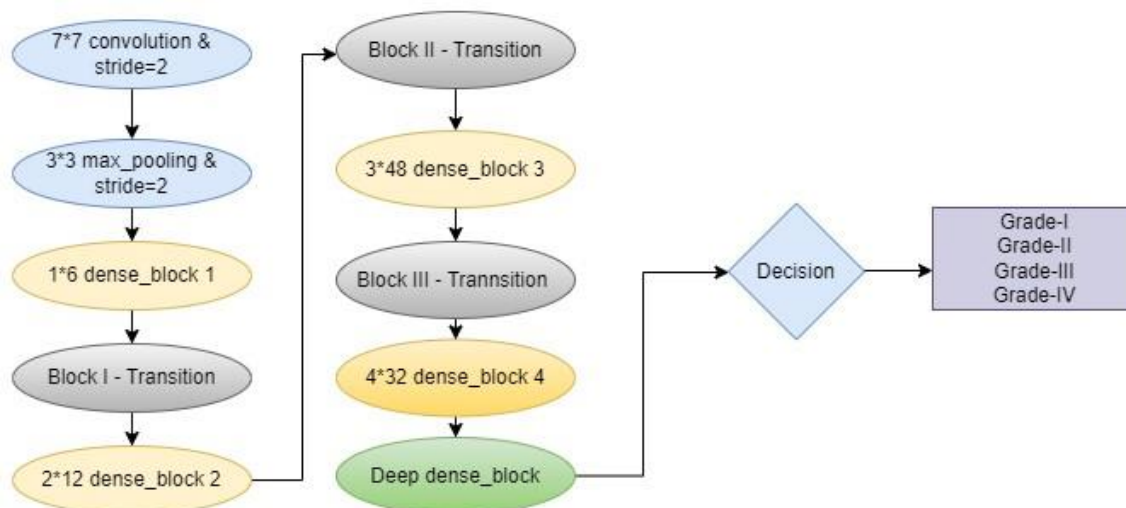 7*7 convolution &
stride=2
3*3 max_pooling &
stride=2
1*6 dense_block 1
Block I - Transition
2*12 dense_block 2
Block II - Transition
3*48 dense_block 3
Block III - Trannsition
4*32 dense_block 4
Deep dense_block
Decision
Grade-I
Grade-II
Grade-III
Grade-IV